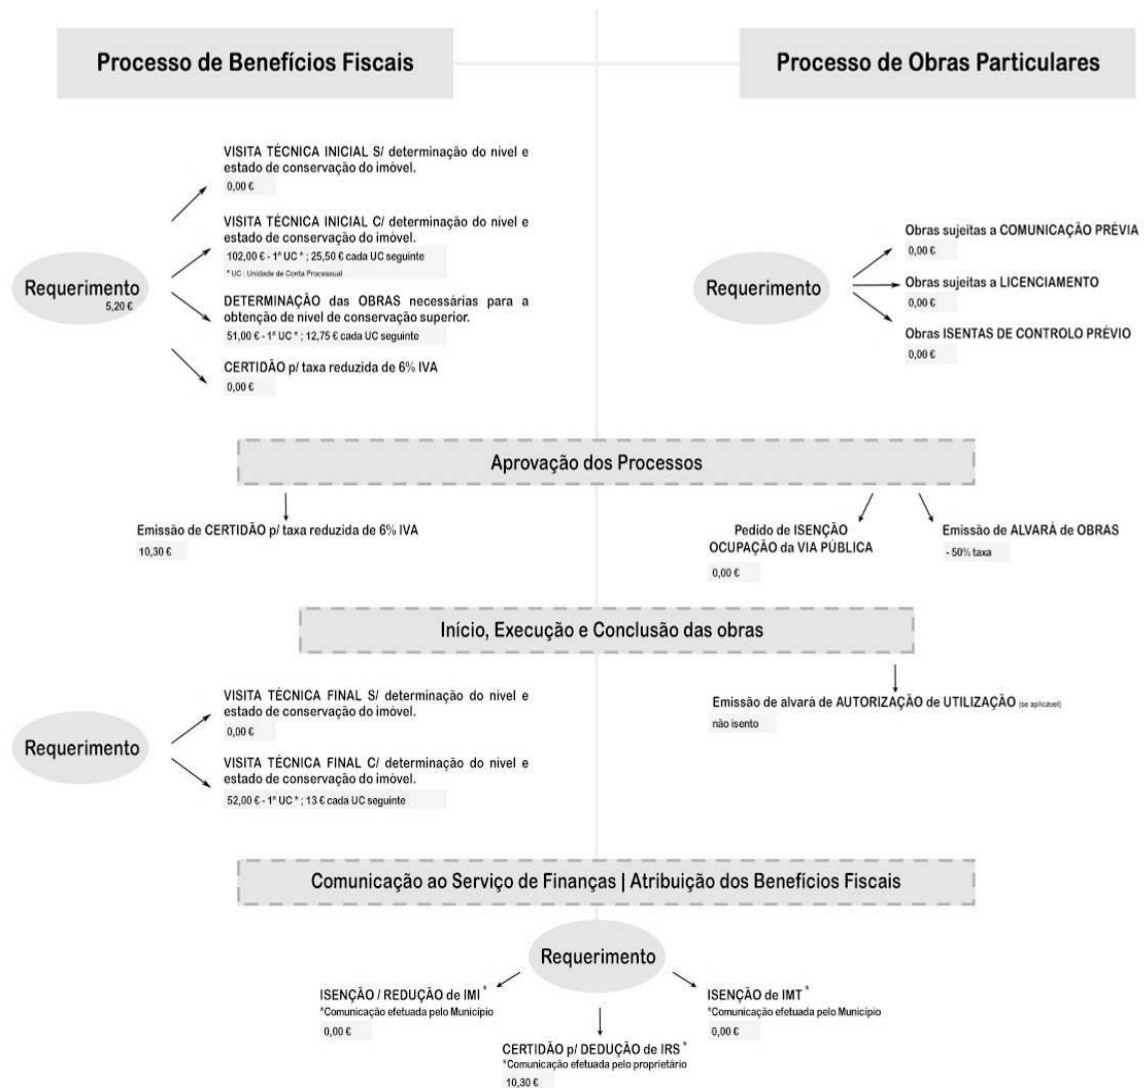 Processo de Benefícios Fiscais
Processo de Obras Particulares
VISITA TÉCNICA INICIAL S/ determinação do nível e
estado de conservação do imóvel.
0,00 €
VISITA TÉCNICA INICIAL C/ determinação do nível e
estado de conservação do imóvel.
102,00 € - 1ª UC * ; 25,50 € cada UC seguinte
* UC : Unidade de Conta Processual
Requerimento
5,20 €
DETERMINAÇÃO das OBRAS necessárias para a
obtenção de nível de conservação superior.
51,00 € - 1ª UC * ; 12,75 € cada UC seguinte
CERTIDÃO p/ taxa reduzida de 6% IVA
0,00 €
Obras sujeitas a COMUNICAÇÃO PRÉVIA
0,00 €
Requerimento
Obras sujeitas a LICENCIAMENTO
0,00 €
Obras ISENTAS DE CONTROLO PRÉVIO
0,00 €
Aprovação dos Processos
Emissão de CERTIDÃO p/ taxa reduzida de 6% IVA
10,30 €
Pedido de ISENÇÃO
OCUPAÇÃO da VIA PÚBLICA
0,00 €
Emissão de ALVARÁ de OBRAS
- 50% taxa
Início, Execução e Conclusão das obras
VISITA TÉCNICA FINAL S/ determinação do nível e
estado de conservação do imóvel.
0,00 €
Requerimento
VISITA TÉCNICA FINAL C/ determinação do nível e
estado de conservação do imóvel.
52,00 € - 1ª UC * ; 13 € cada UC seguinte
Emissão de alvará de AUTORIZAÇÃO de UTILIZAÇÃO (se aplicável)
não isento
Comunicação ao Serviço de Finanças | Atribuição dos Benefícios Fiscais
Requerimento
ISENÇÃO / REDUÇÃO de IMI *
*Comunicação efetuada pelo Município
0,00 €
ISENÇÃO de IMT *
*Comunicação efetuada pelo Município
0,00 €
CERTIDÃO p/ DEDUÇÃO de IRS *
*Comunicação efetuada pelo proprietário
10,30 €